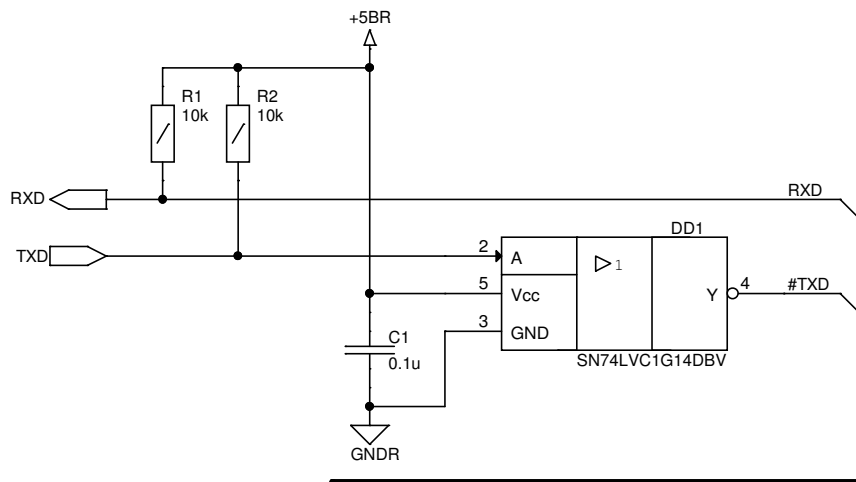 +5BR
R1
10k
R2
10k
RXD
RXD
TXD
DD1
2
A
1
5
Vcc
Y
4
#TXD
3
GND
C1
0.1u
SN74LVC1G14DBV
GNDR